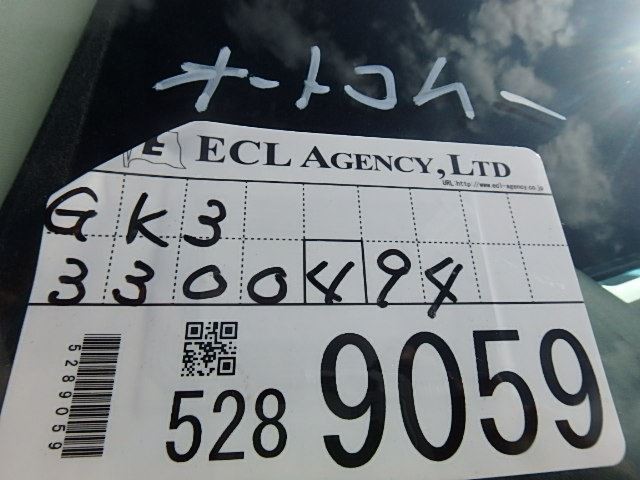 オートコムー
E ECL AGENCY, LTD
URL http://www.ecl-agency.co.jp
GK3
3300494
5289059
528 9059